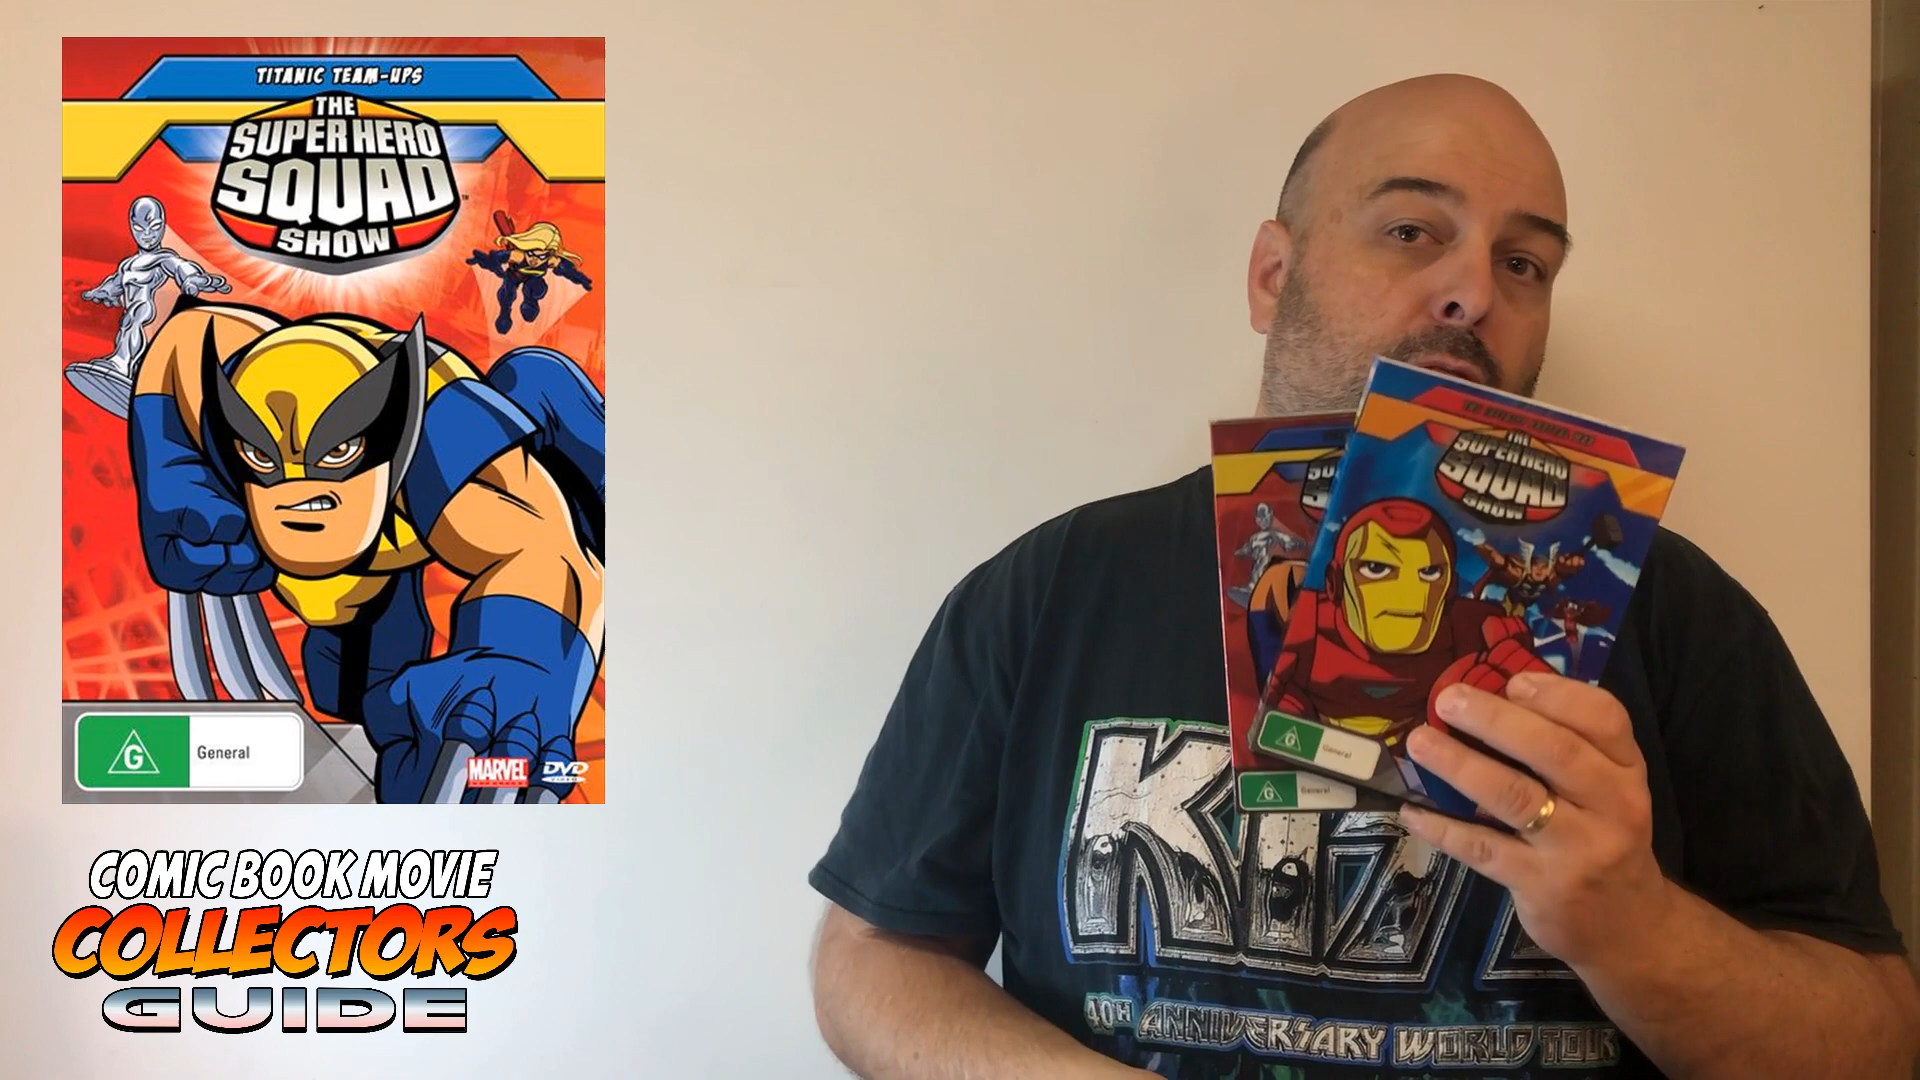 TITANIC TEAM-UPS
THE
SUPER HERO
SQUAD
SHOW
G
General
MARVEL
DVD
VIDEO
COMIC BOOK MOVIE
COLLECTORS
GUIDE
THE
SUPER HERO
SQUAD
SHOW
G
General
G
General
40TH ANNIVERSARY WORLD TOUR